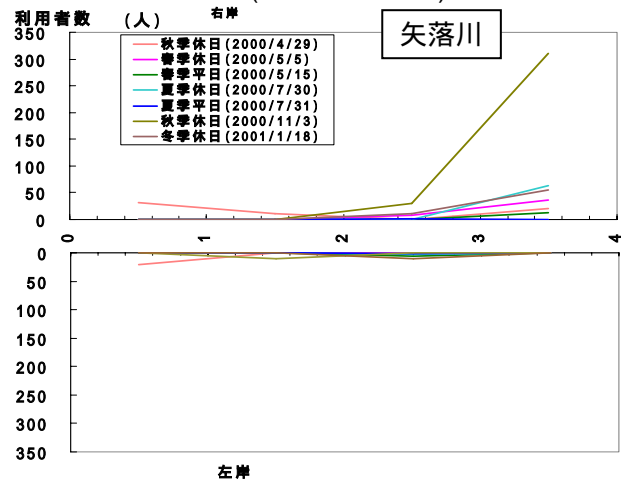 右岸
利用者数 (人)
矢落川
350
300
250
200
150
100
50
0
秋季休日(2000/4/29)
春季休日(2000/5/5)
春季平日(2000/5/15)
夏季休日(2000/7/30)
夏季平日(2000/7/31)
秋季休日(2000/11/3)
冬季休日(2001/1/18)
0 1 2 3 4
0
50
100
150
200
250
300
350
左岸